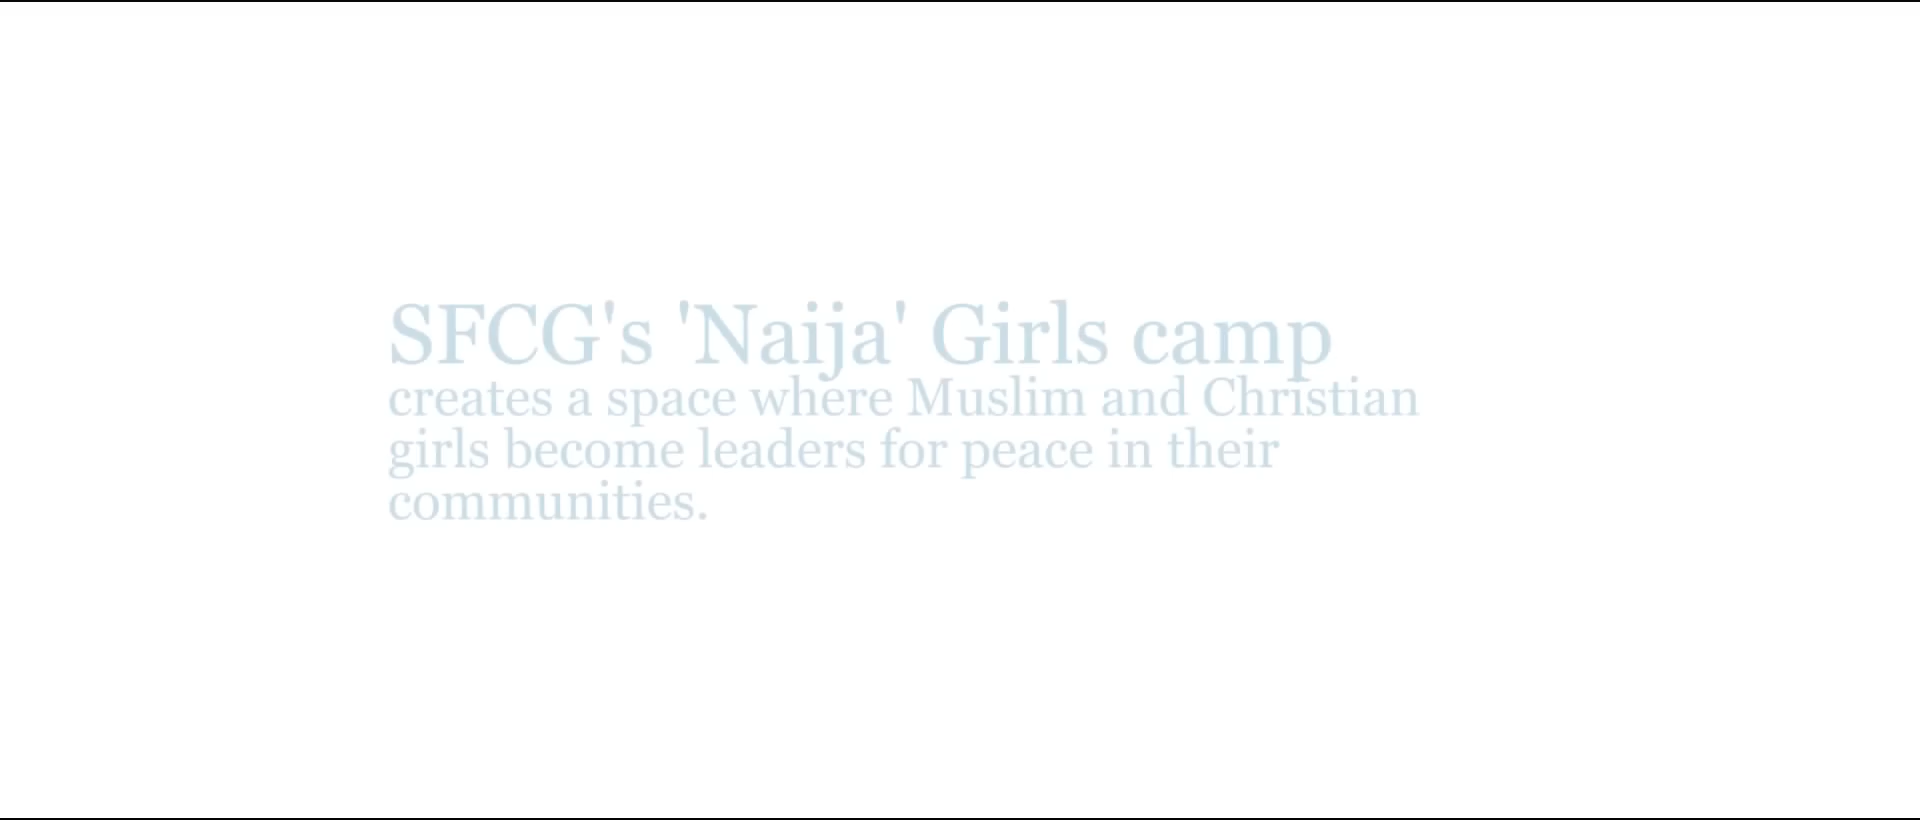 SFCG's 'Naija' Girls camp
creates a space where Muslim and Christian
girls become leaders for peace in their
communities.